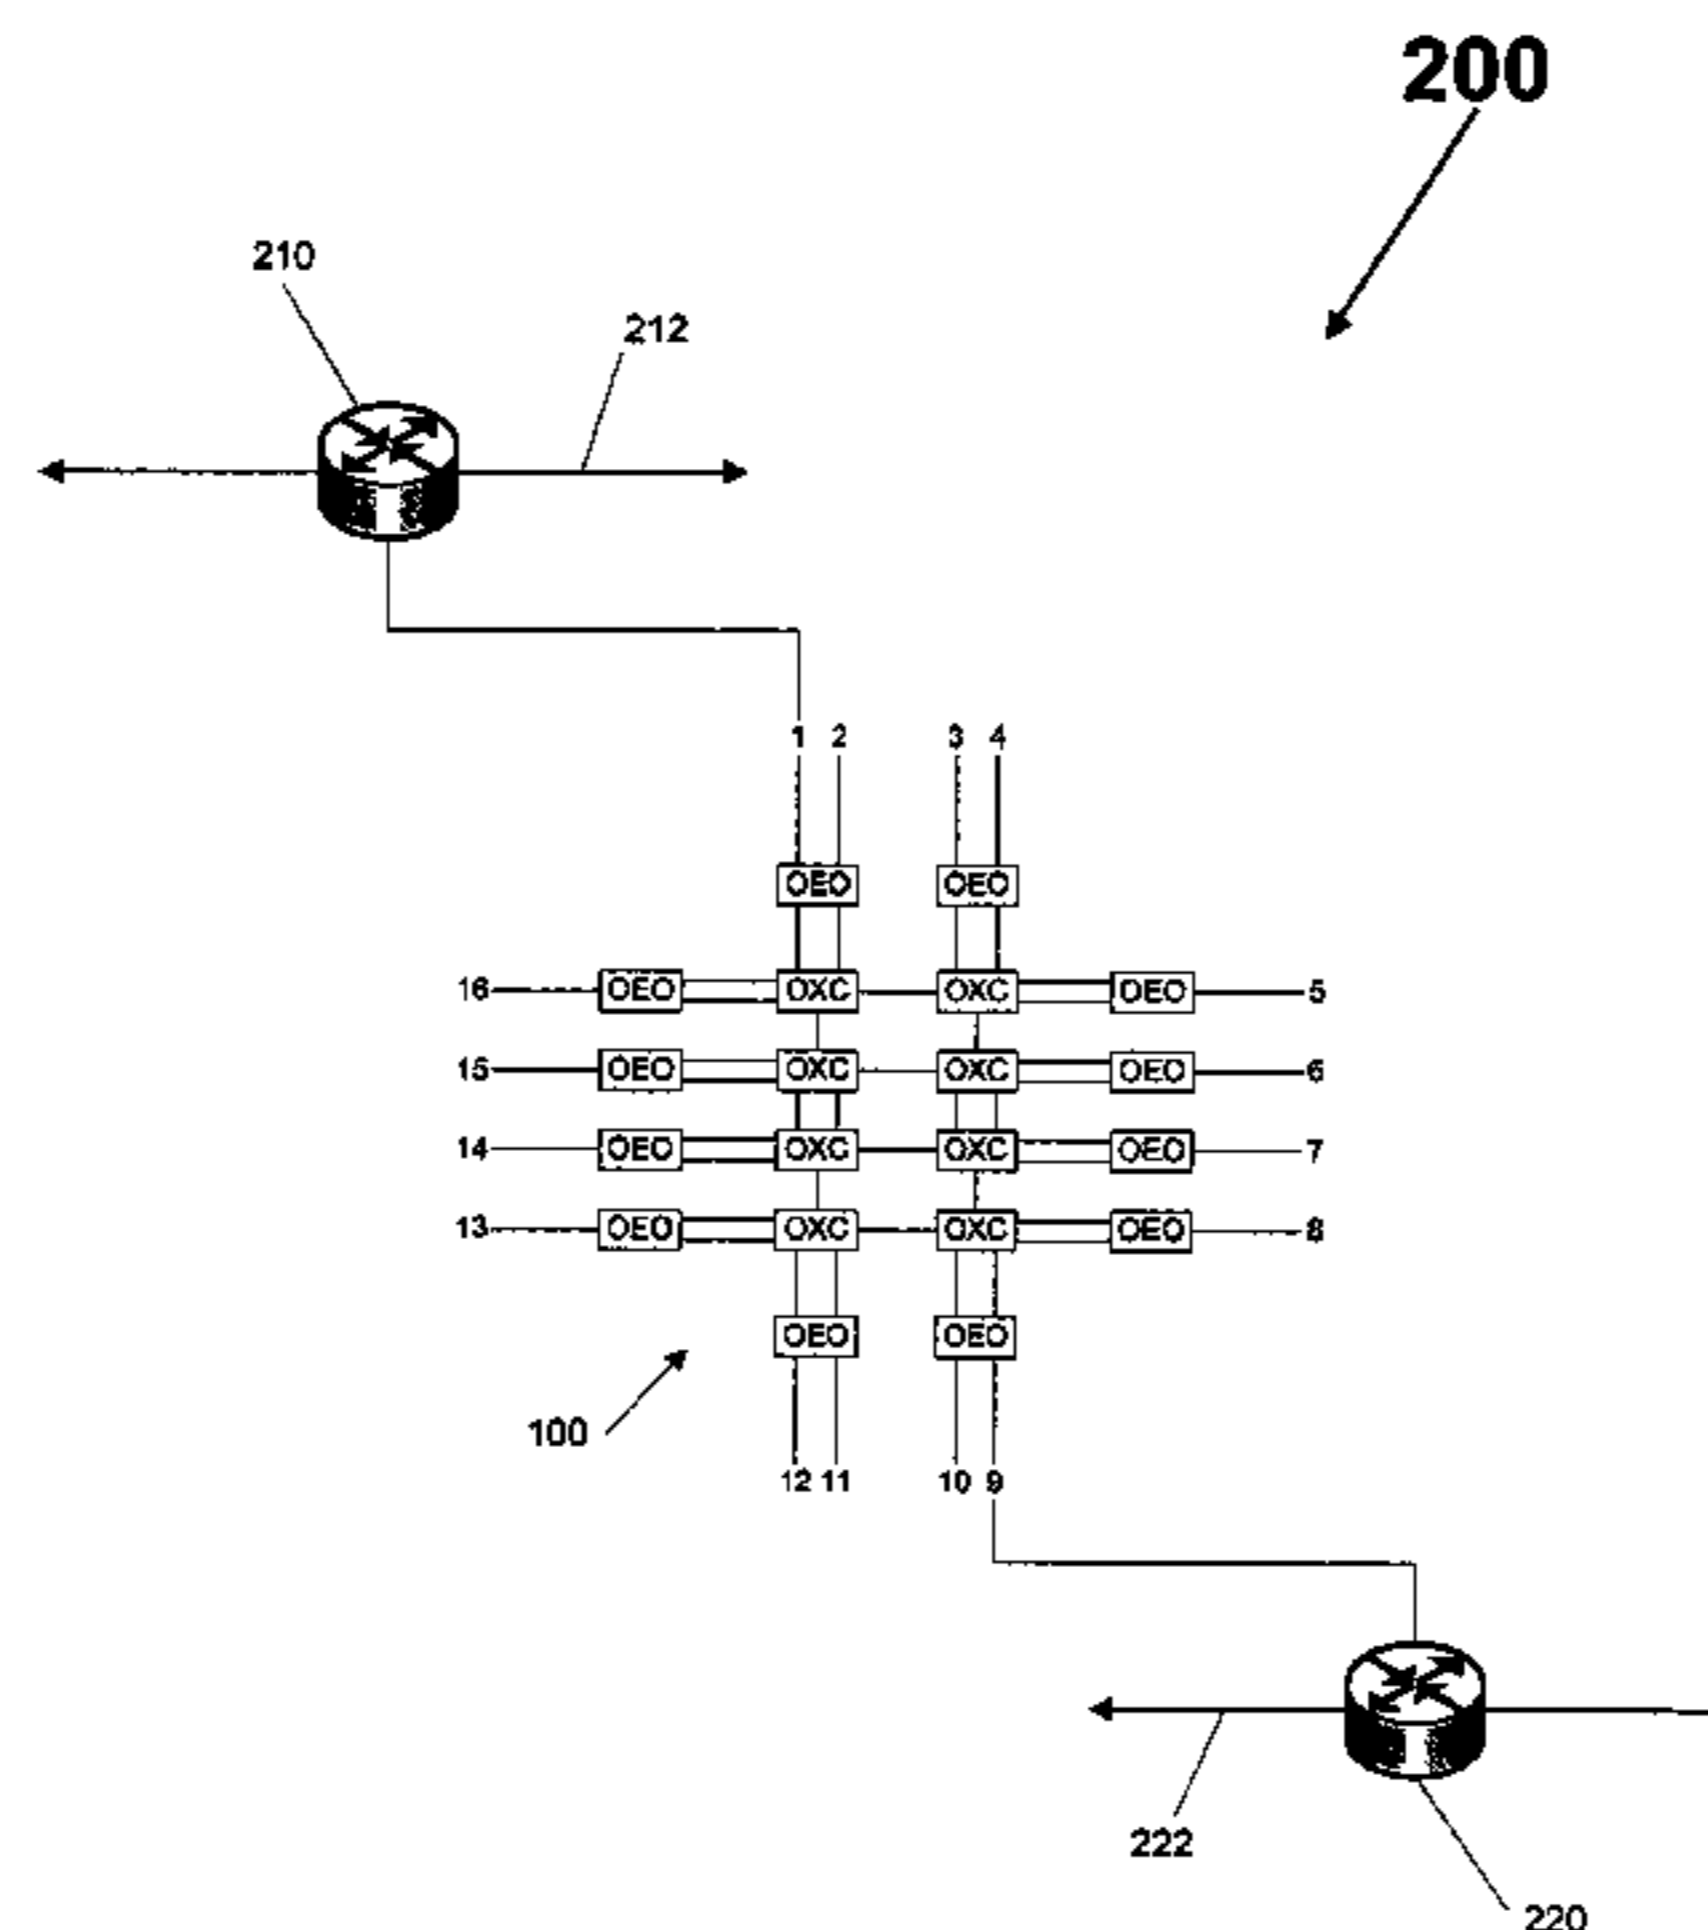 200
210
212
1 2 3 4
OEO OEO
16 OEO OXC OXC OEO 5
15 OEO OXC OXC OEO 6
14 OEO OXC OXC OEO 7
13 OEO OXC OXC OEO 8
OEO OEO
100
12 11 10 9
222
220